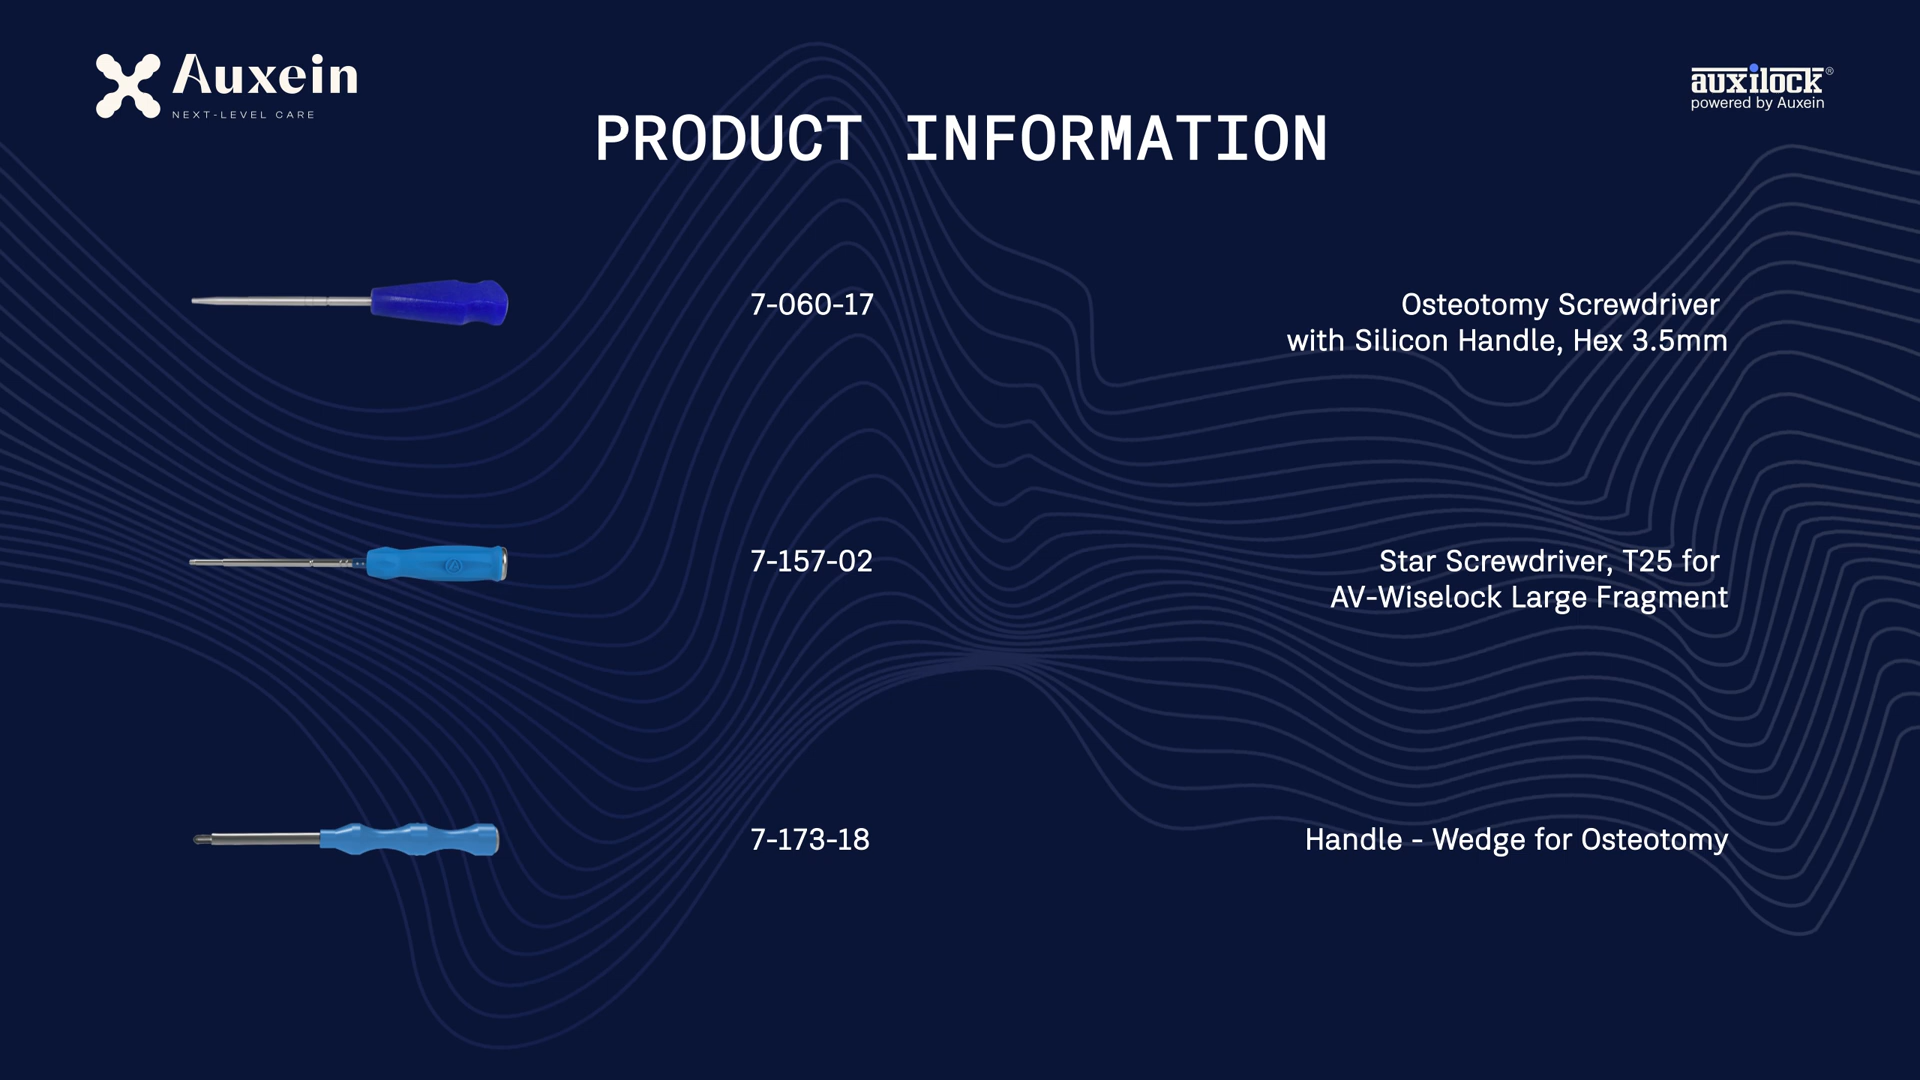 Auxein
NEXT-LEVEL CARE
auxilock®
powered by Auxein
PRODUCT INFORMATION
7-060-17
Osteotomy Screwdriver
with Silicon Handle, Hex 3.5mm
7-157-02
Star Screwdriver, T25 for
AV-Wiselock Large Fragment
7-173-18
Handle - Wedge for Osteotomy